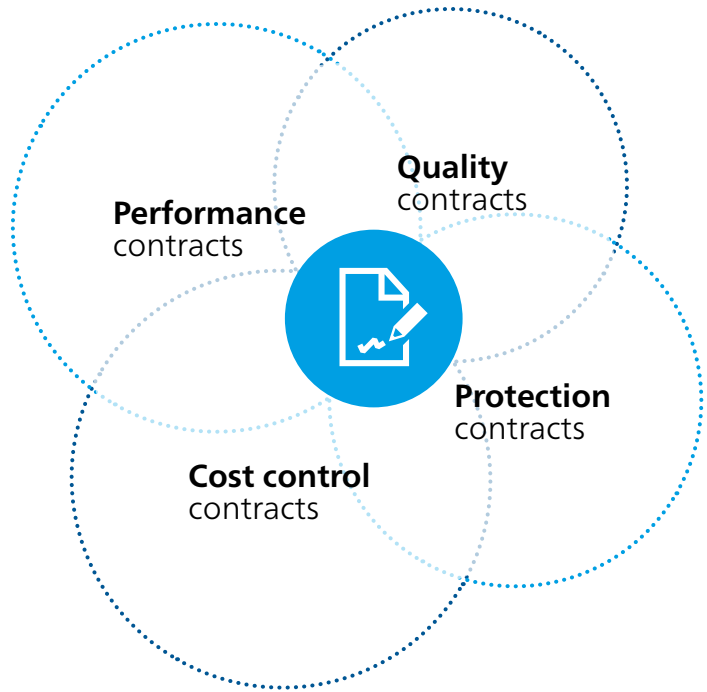 Quality
contracts
Performance
contracts
Protection
contracts
Cost control
contracts